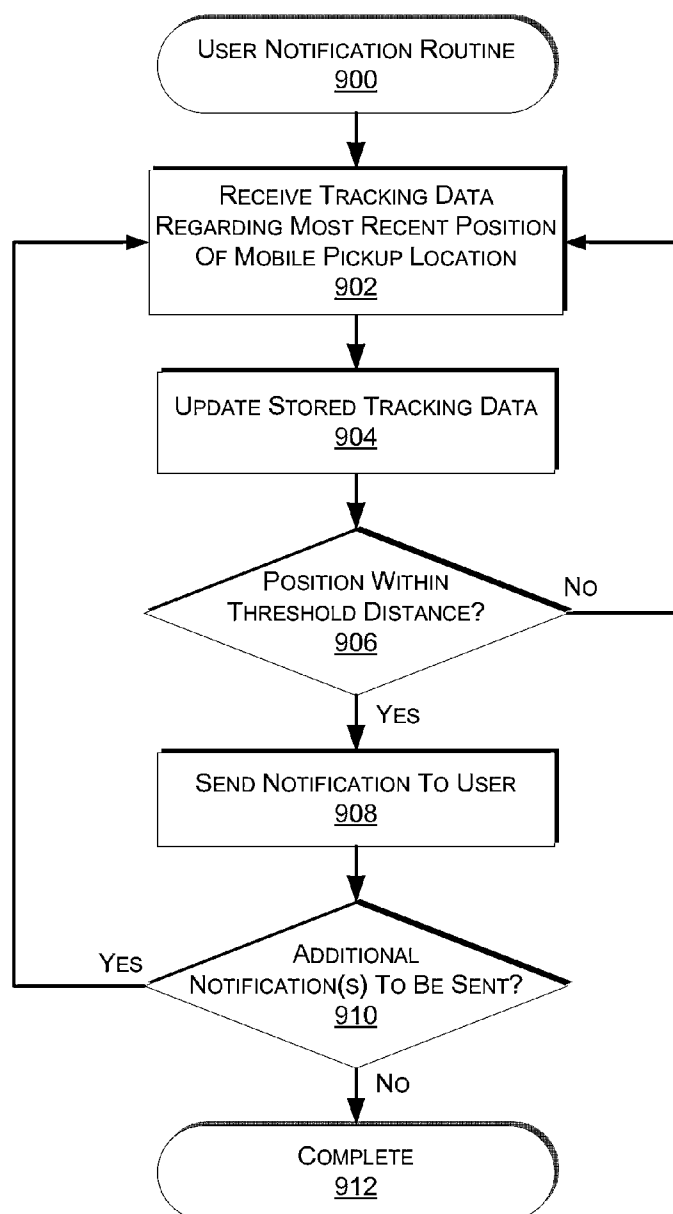 USER NOTIFICATION ROUTINE
900
RECEIVE TRACKING DATA
REGARDING MOST RECENT POSITION
OF MOBILE PICKUP LOCATION
902
UPDATE STORED TRACKING DATA
904
POSITION WITHIN
THRESHOLD DISTANCE?
906
NO
YES
SEND NOTIFICATION TO USER
908
YES
ADDITIONAL
NOTIFICATION(S) TO BE SENT?
910
NO
COMPLETE
912